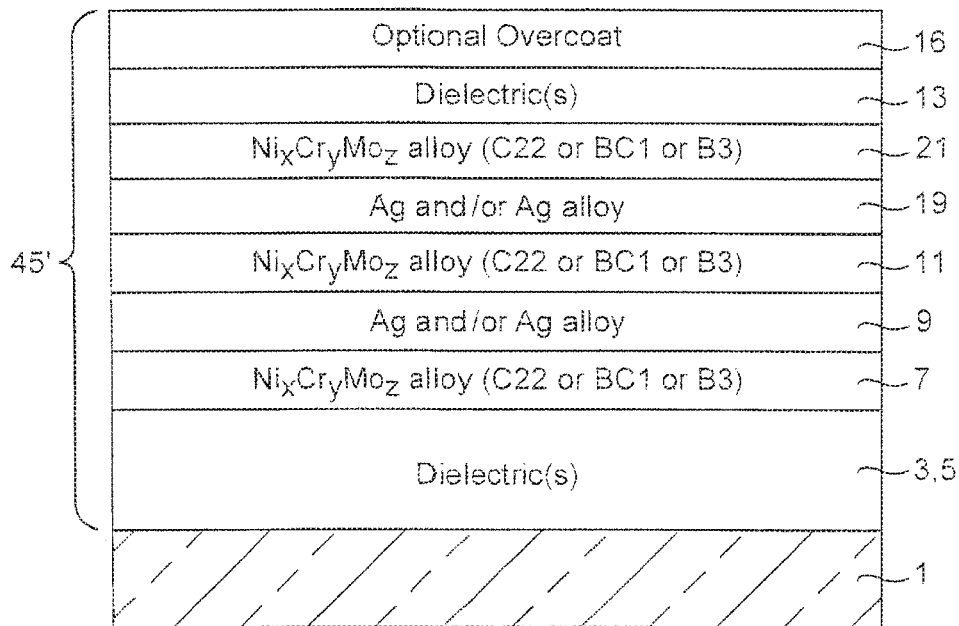 Optional Overcoat 16
Dielectric(s) 13
NixCryMoz alloy (C22 or BC1 or B3) 21
Ag and/or Ag alloy 19
45'
NixCryMoz alloy (C22 or BC1 or B3) 11
Ag and/or Ag alloy 9
NixCryMoz alloy (C22 or BC1 or B3) 7
Dielectric(s) 3,5
1